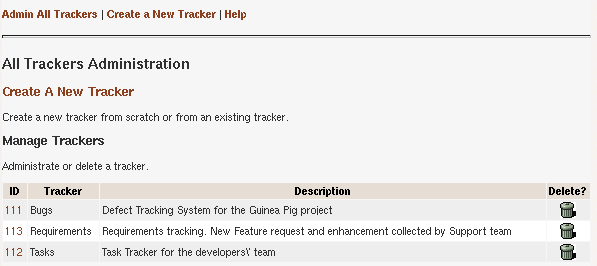 Admin All Trackers | Create a New Tracker | Help
All Trackers Administration
Create A New Tracker
Create a new tracker from scratch or from an existing tracker.
Manage Trackers
Administrate or delete a tracker.
ID Tracker Description Delete?
111 Bugs Defect Tracking System for the Guinea Pig project
113 Requirements Requirements tracking. New Feature request and enhancement collected by Support team
112 Tasks Task Tracker for the developers\' team